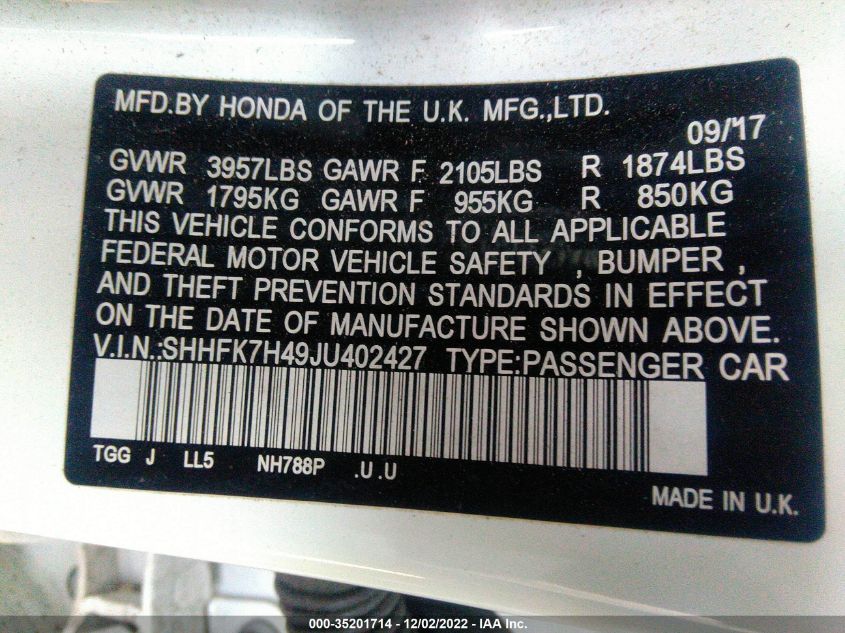 MFD.BY HONDA OF THE U.K. MFG.,LTD.
09/17
GVWR 3957LBS GAWR F 2105LBS R 1874LBS
GVWR 1795KG GAWR F 955KG R 850KG
THIS VEHICLE CONFORMS TO ALL APPLICABLE
FEDERAL MOTOR VEHICLE SAFETY , BUMPER ,
AND THEFT PREVENTION STANDARDS IN EFFECT
ON THE DATE OF MANUFACTURE SHOWN ABOVE.
V.I.N.:SHHFK7H49JU402427 TYPE:PASSENGER CAR
TGG J LL5 NH788P .U .U
MADE IN U.K.
000-35201714 - 12/02/2022 - IAA Inc.